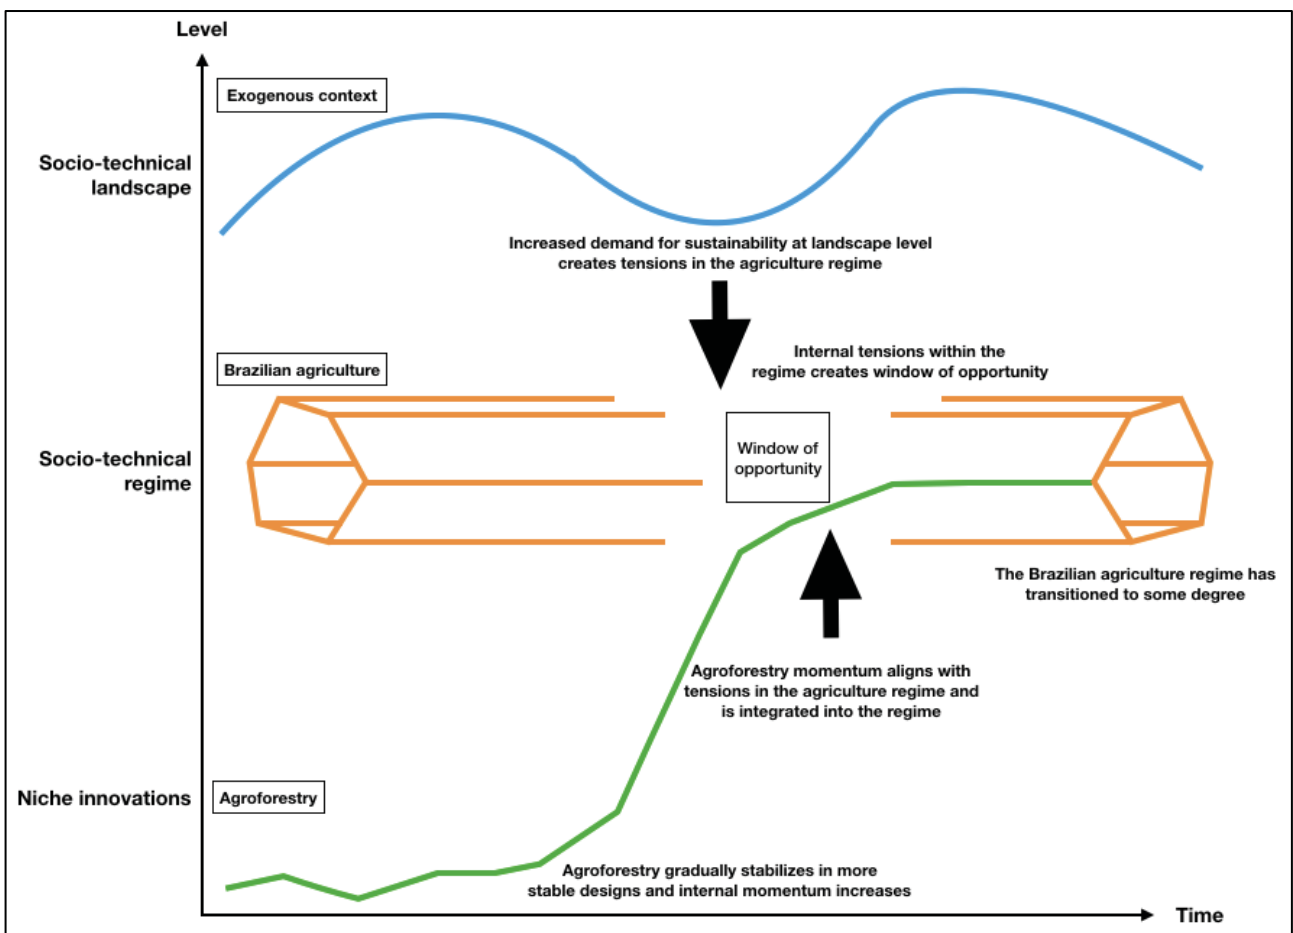 Level
Exogenous context
Socio-technical
landscape
Increased demand for sustainability at landscape level
creates tensions in the agriculture regime
Internal tensions within the
regime creates window of opportunity
Brazilian agriculture
Socio-technical
regime
Window of
opportunity
The Brazilian agriculture regime has
transitioned to some degree
Agroforestry momentum aligns with
tensions in the agriculture regime and
is integrated into the regime
Niche innovations
Agroforestry
Agroforestry gradually stabilizes in more
stable designs and internal momentum increases
Time